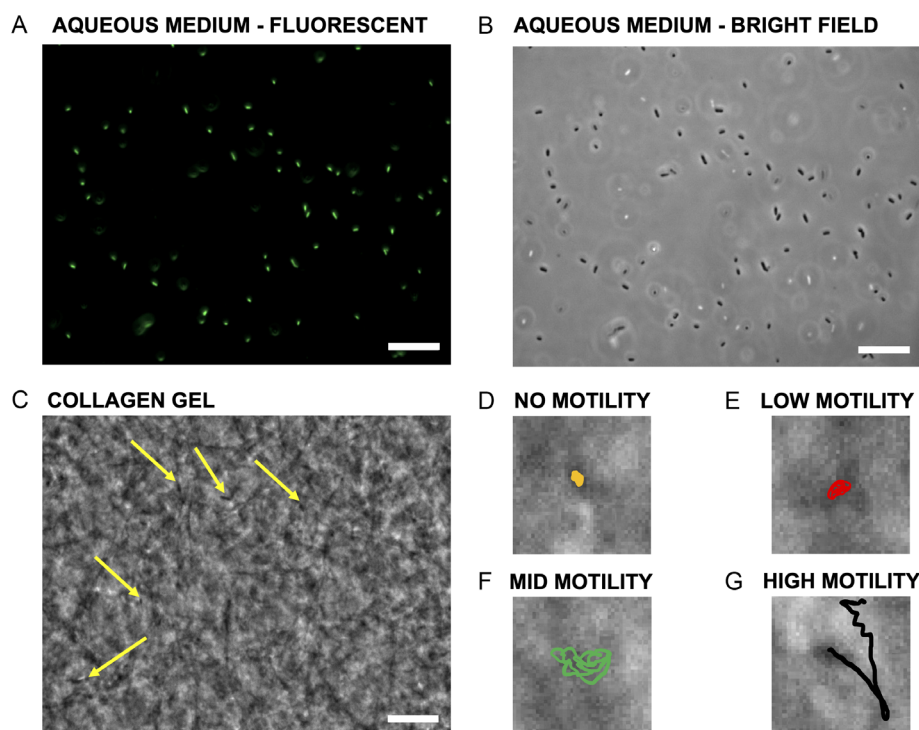 A AQUEOUS MEDIUM - FLUORESCENT
B AQUEOUS MEDIUM - BRIGHT FIELD
C COLLAGEN GEL
D NO MOTILITY
E LOW MOTILITY
F MID MOTILITY
G HIGH MOTILITY